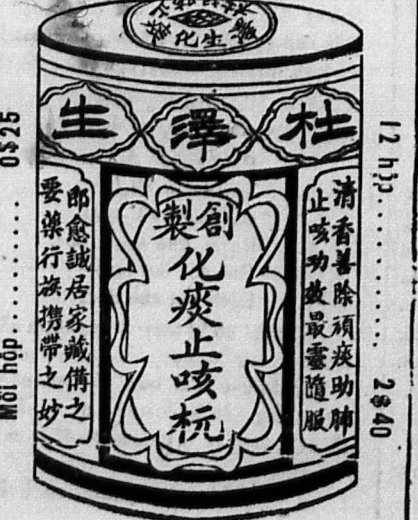 杜澤生
創製
化痰止咳杬
清香善除頑痰助肺
止咳功效最靈隨服
即愈誠居家藏備之
要藥行旅携帶之妙
Mỗi hộp........ 0$25
12 hộp.......... 2$40